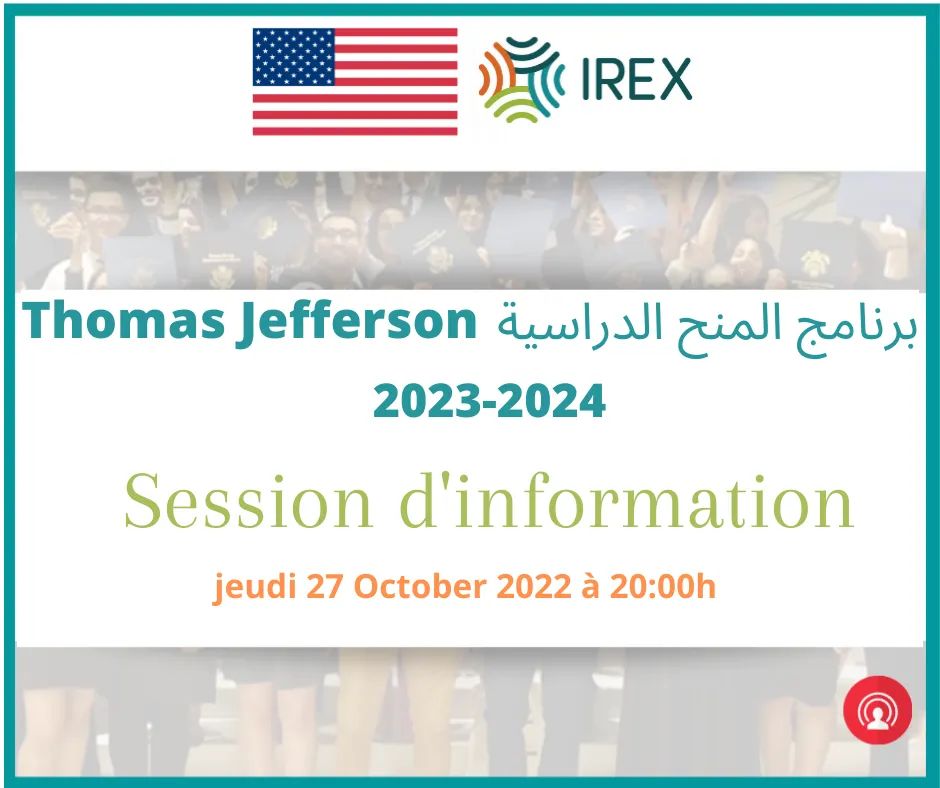 IREX
برنامج المنح الدراسية Thomas Jefferson
2023-2024
Session d'information
jeudi 27 October 2022 à 20:00h